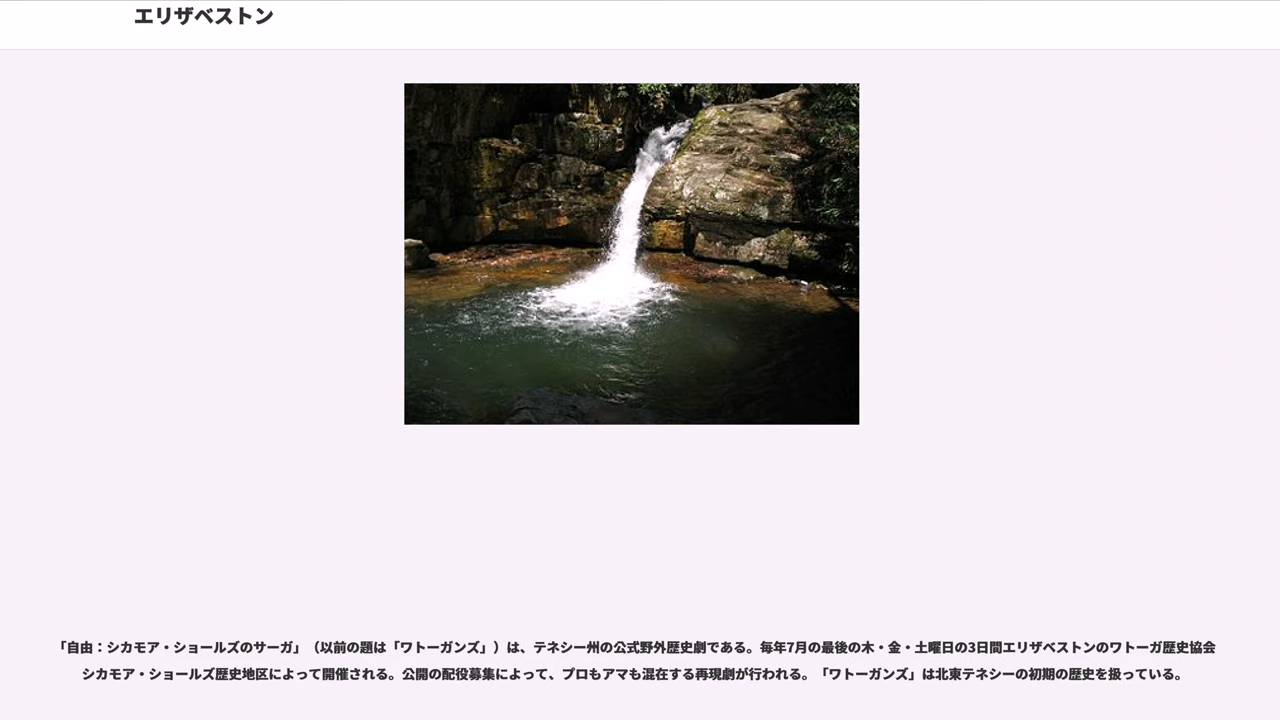 エリザベストン
「自由：シカモア・ショールズのサーガ」（以前の題は「ワトーガンズ」）は、テネシー州の公式野外歴史劇である。毎年7月の最後の木・金・土曜日の3日間エリザベストンのワトーガ歴史協会
シカモア・ショールズ歴史地区によって開催される。公開の配役募集によって、プロもアマも混在する再現劇が行われる。「ワトーガンズ」は北東テネシーの初期の歴史を扱っている。